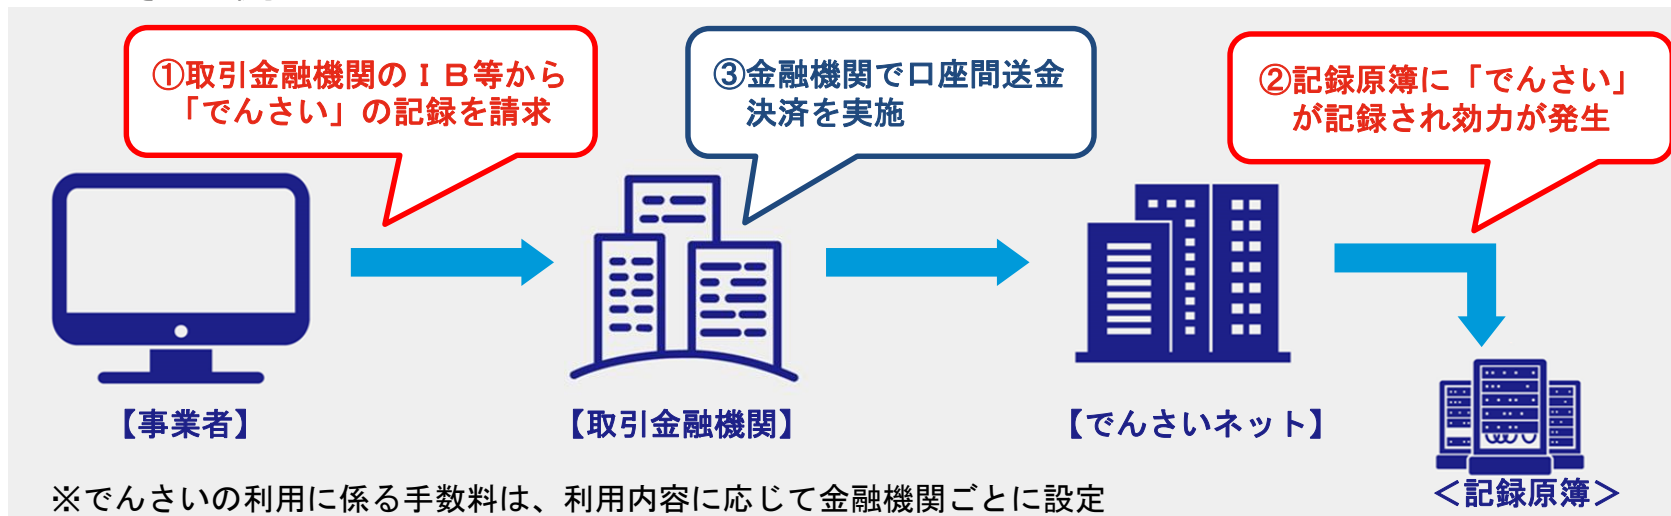 ①取引金融機関のＩＢ等から
「でんさい」の記録を請求
③金融機関で口座間送金
決済を実施
②記録原簿に「でんさい」
が記録され効力が発生
【事業者】
【取引金融機関】
【でんさいネット】
＜記録原簿＞
※でんさいの利用に係る手数料は、利用内容に応じて金融機関ごとに設定